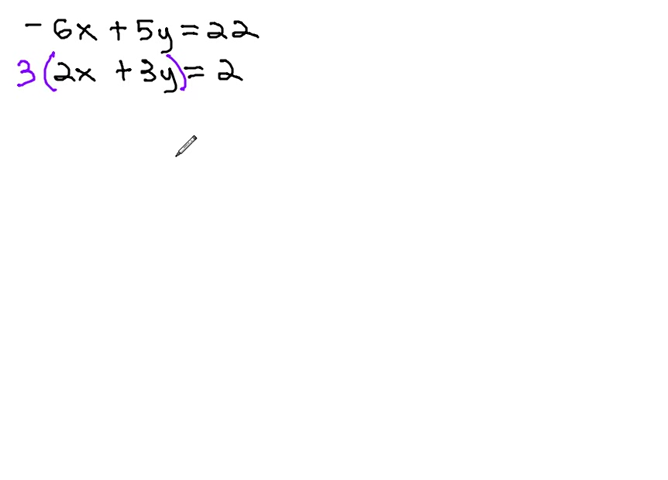 -6x + 5y = 22
3(2x + 3y) = 2